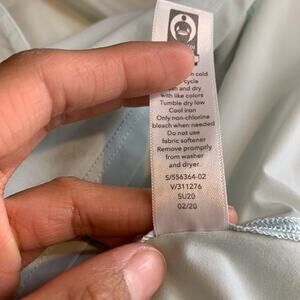 cold
cycle
and dry
with like colors
Tumble dry low
Cool iron
Only non-chlorine
bleach when needed
Do not use
fabric softener
Remove promptly
from washer
and dryer.
S/556364-02
V/311276
SU20
02/20